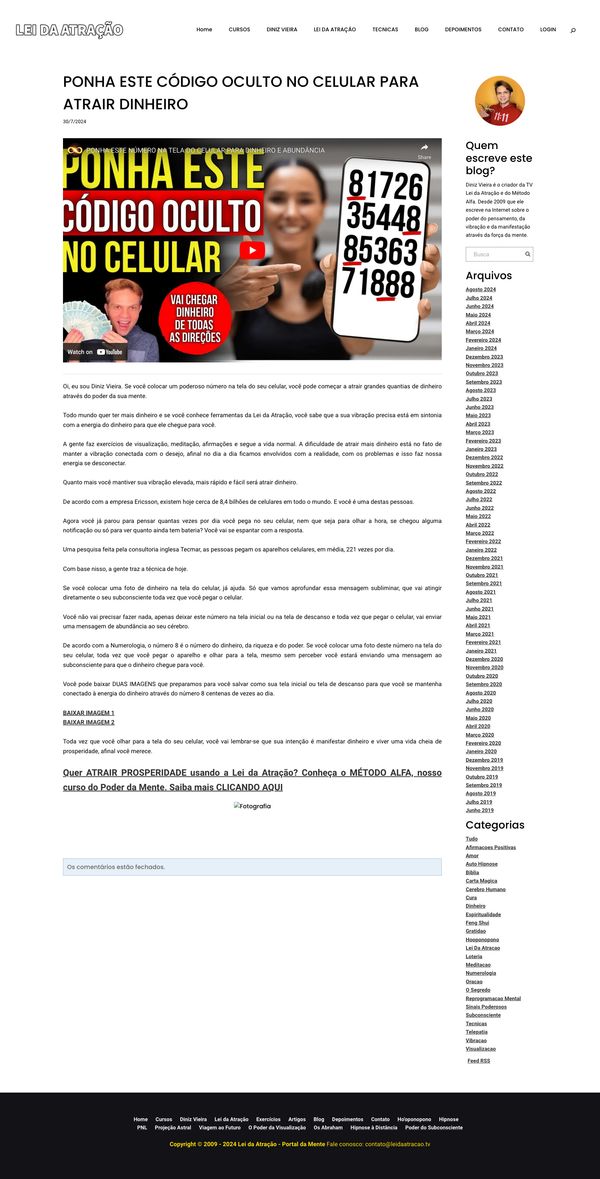 LEI DA ATRAÇÃO
Home CURSOS DINIZ VIEIRA LEI DA ATRAÇÃO TECNICAS BLOG DEPOIMENTOS CONTATO LOGIN
PONHA ESTE CÓDIGO OCULTO NO CELULAR PARA
ATRAIR DINHEIRO
30/7/2024
PONHA ESTE NÚMERO NA TELA DO CELULAR PARA DINHEIRO E ABUNDÂNCIA
Share
PONHA ESTE
CÓDIGO OCULTO
NO CELULAR
VAI CHEGAR
DINHEIRO
DE TODAS
AS DIREÇÕES
81726
35448
85363
71888
Watch on YouTube
Oi, eu sou Diniz Vieira. Se você colocar um poderoso número na tela do seu celular, você pode começar a atrair grandes quantias de dinheiro
através do poder da sua mente.
Todo mundo quer ter mais dinheiro e se você conhece ferramentas da Lei da Atração, você sabe que a sua vibração precisa está em sintonia
com a energia do dinheiro para que ele chegue para você.
A gente faz exercícios de visualização, meditação, afirmações e segue a vida normal. A dificuldade de atrair mais dinheiro está no fato de
manter a vibração conectada com o desejo, afinal no dia a dia ficamos envolvidos com a realidade, com os problemas e isso faz nossa
energia se desconectar.
Quanto mais você mantiver sua vibração elevada, mais rápido e fácil será atrair dinheiro.
De acordo com a empresa Ericsson, existem hoje cerca de 8,4 bilhões de celulares em todo o mundo. E você é uma destas pessoas.
Agora você já parou para pensar quantas vezes por dia você pega no seu celular, nem que seja para olhar a hora, se chegou alguma
notificação ou só para ver quanto ainda tem bateria? Você vai se espantar com a resposta.
Uma pesquisa feita pela consultoria inglesa Tecmar, as pessoas pegam os aparelhos celulares, em média, 221 vezes por dia.
Com base nisso, a gente traz a técnica de hoje.
Se você colocar uma foto de dinheiro na tela do celular, já ajuda. Só que vamos aprofundar essa mensagem subliminar, que vai atingir
diretamente o seu subconsciente toda vez que você pegar o celular.
Você não vai precisar fazer nada, apenas deixar este número na tela inicial ou na tela de descanso e toda vez que pegar o celular, vai enviar
uma mensagem de abundância ao seu cérebro.
De acordo com a Numerologia, o número 8 é o número do dinheiro, da riqueza e do poder. Se você colocar uma foto deste número na tela do
seu celular, toda vez que você pegar o aparelho e olhar para a tela, mesmo sem perceber você estará enviando uma mensagem ao
subconsciente para que o dinheiro chegue para você.
Você pode baixar DUAS IMAGENS que preparamos para você salvar como sua tela inicial ou tela de descanso para que você se mantenha
conectado à energia do dinheiro através do número 8 centenas de vezes ao dia.
BAIXAR IMAGEM 1
BAIXAR IMAGEM 2
Toda vez que você olhar para a tela do seu celular, você vai lembrar-se que sua intenção é manifestar dinheiro e viver uma vida cheia de
prosperidade, afinal você merece.
Quer ATRAIR PROSPERIDADE usando a Lei da Atração? Conheça o MÉTODO ALFA, nosso
curso do Poder da Mente. Saiba mais CLICANDO AQUI
Fotografia
Os comentários estão fechados.
11:11
Quem
escreve este
blog?
Diniz Vieira é o criador da TV
Lei da Atração e do Método
Alfa. Desde 2009 que ele
escreve na Internet sobre o
poder do pensamento, da
vibração e da manifestação
através da força da mente.
Busca
Arquivos
Agosto 2024
Julho 2024
Junho 2024
Maio 2024
Abril 2024
Março 2024
Fevereiro 2024
Janeiro 2024
Dezembro 2023
Novembro 2023
Outubro 2023
Setembro 2023
Agosto 2023
Julho 2023
Junho 2023
Maio 2023
Abril 2023
Março 2023
Fevereiro 2023
Janeiro 2023
Dezembro 2022
Novembro 2022
Outubro 2022
Setembro 2022
Agosto 2022
Julho 2022
Junho 2022
Maio 2022
Abril 2022
Março 2022
Fevereiro 2022
Janeiro 2022
Dezembro 2021
Novembro 2021
Outubro 2021
Setembro 2021
Agosto 2021
Julho 2021
Junho 2021
Maio 2021
Abril 2021
Março 2021
Fevereiro 2021
Janeiro 2021
Dezembro 2020
Novembro 2020
Outubro 2020
Setembro 2020
Agosto 2020
Julho 2020
Junho 2020
Maio 2020
Abril 2020
Março 2020
Fevereiro 2020
Janeiro 2020
Dezembro 2019
Novembro 2019
Outubro 2019
Setembro 2019
Agosto 2019
Julho 2019
Junho 2019
Categorias
Tudo
Afirmacoes Positivas
Amor
Auto Hipnose
Bíblia
Carta Magica
Cerebro Humano
Cura
Dinheiro
Espiritualidade
Feng Shui
Gratidao
Hooponopono
Lei Da Atracao
Loteria
Meditacao
Numerologia
Oracao
O Segredo
Reprogramacao Mental
Sinais Poderosos
Subconsciente
Tecnicas
Telepatia
Vibracao
Visualizacao
Feed RSS
Home Cursos Diniz Vieira Lei da Atração Exercícios Artigos Blog Depoimentos Contato Ho'oponopono Hipnose
PNL Projeção Astral Viagem ao Futuro O Poder da Visualização Os Abraham Hipnose à Distância Poder do Subconsciente
Copyright © 2009 - 2024 Lei da Atração - Portal da Mente Fale conosco: contato@leidaatracao.tv